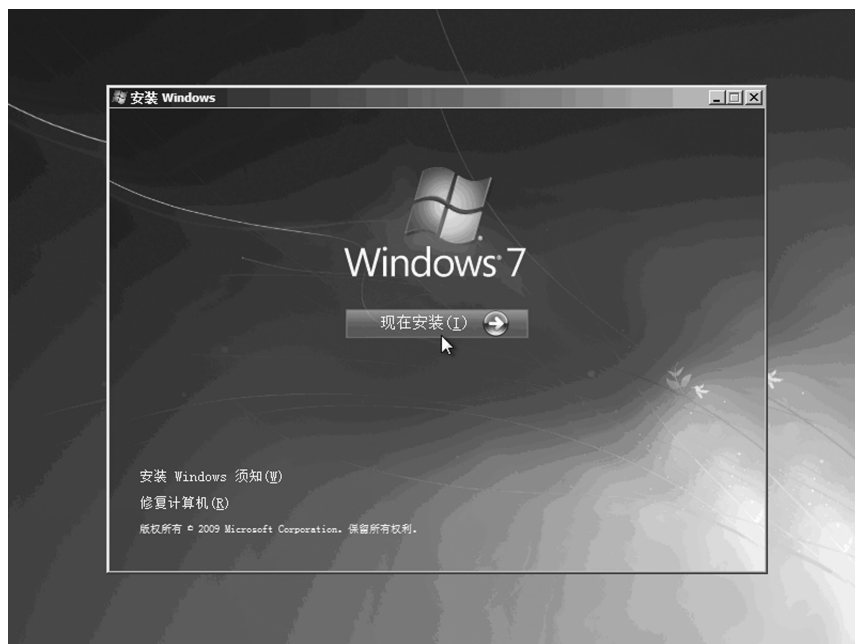 安装 Windows
Windows 7
现在安装(I)
安装 Windows 须知(W)
修复计算机(R)
版权所有 © 2009 Microsoft Corporation。保留所有权利。